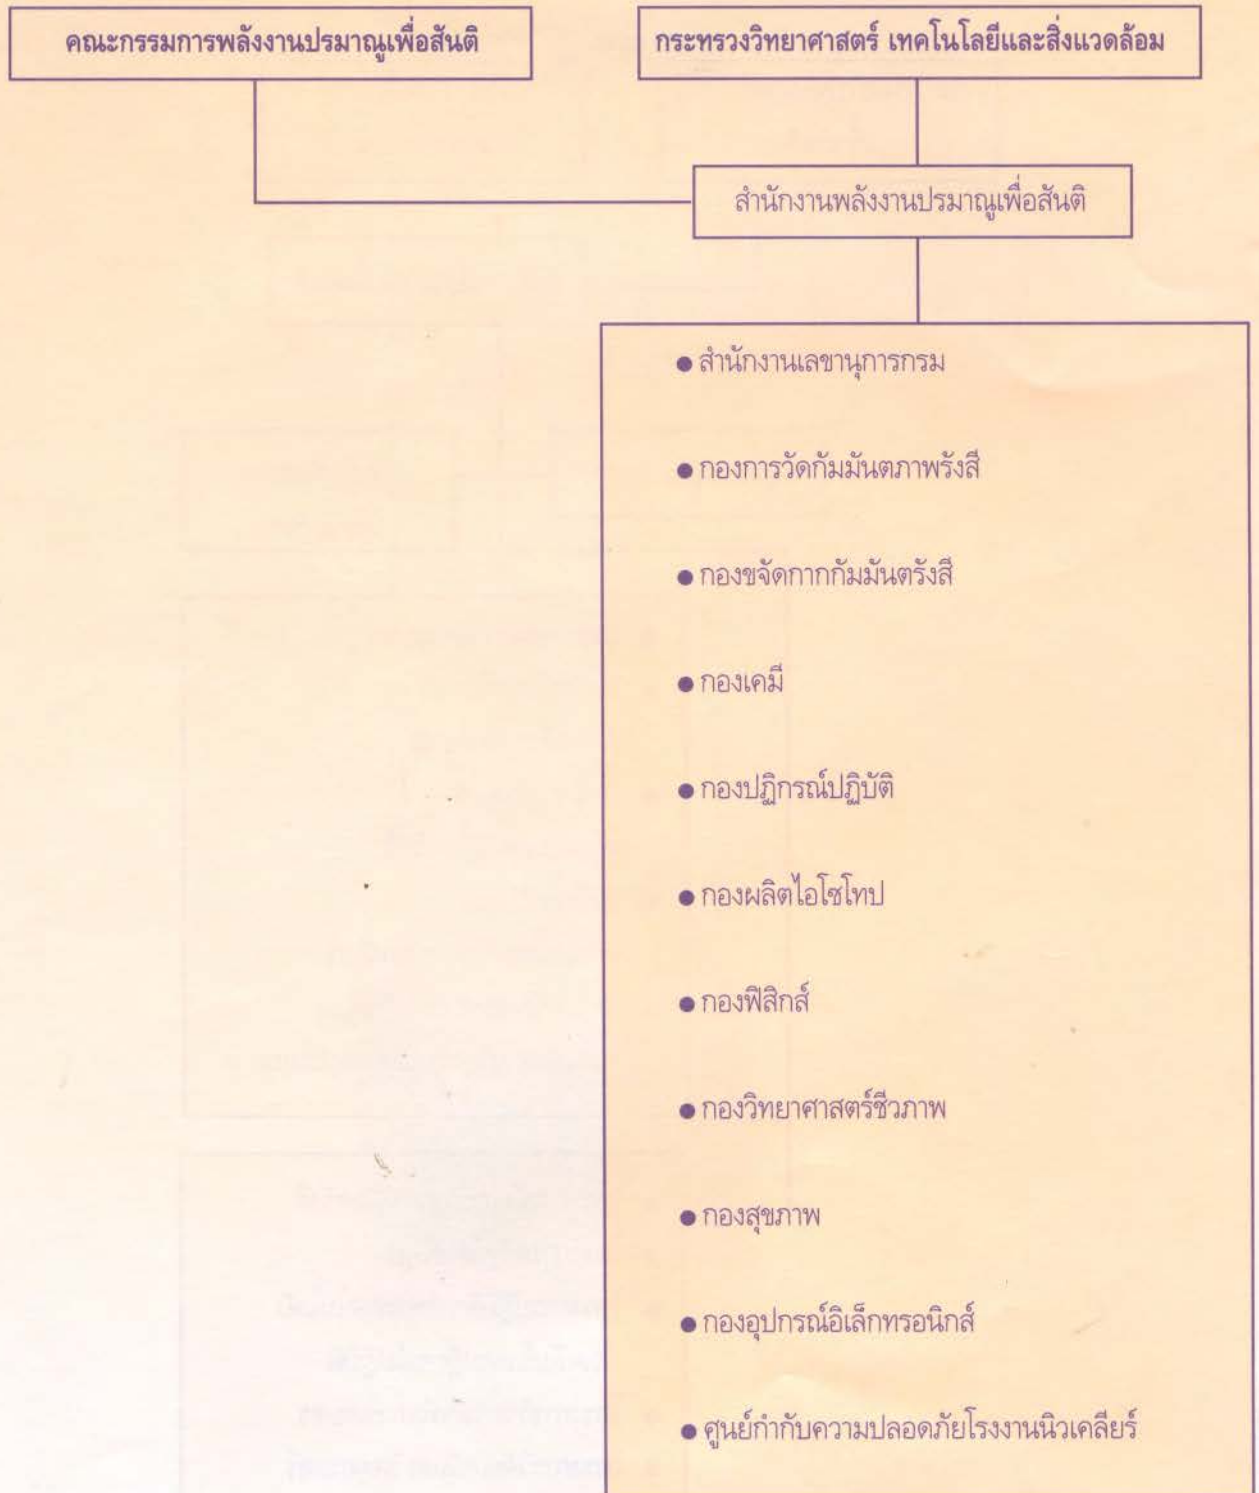 คณะกรรมการพลังงานปรมาณูเพื่อสันติ
กระทรวงวิทยาศาสตร์ เทคโนโลยีและสิ่งแวดล้อม
สำนักงานพลังงานปรมาณูเพื่อสันติ
● สำนักงานเลขานุการกรม
● กองการวัดกัมมันตภาพรังสี
● กองขจัดกากกัมมันตรังสี
● กองเคมี
● กองปฏิกรณ์ปฏิบัติ
● กองผลิตไอโซโทป
● กองฟิสิกส์
● กองวิทยาศาสตร์ชีวภาพ
● กองสุขภาพ
● กองอุปกรณ์อิเล็กทรอนิกส์
● ศูนย์กำกับความปลอดภัยโรงงานนิวเคลียร์